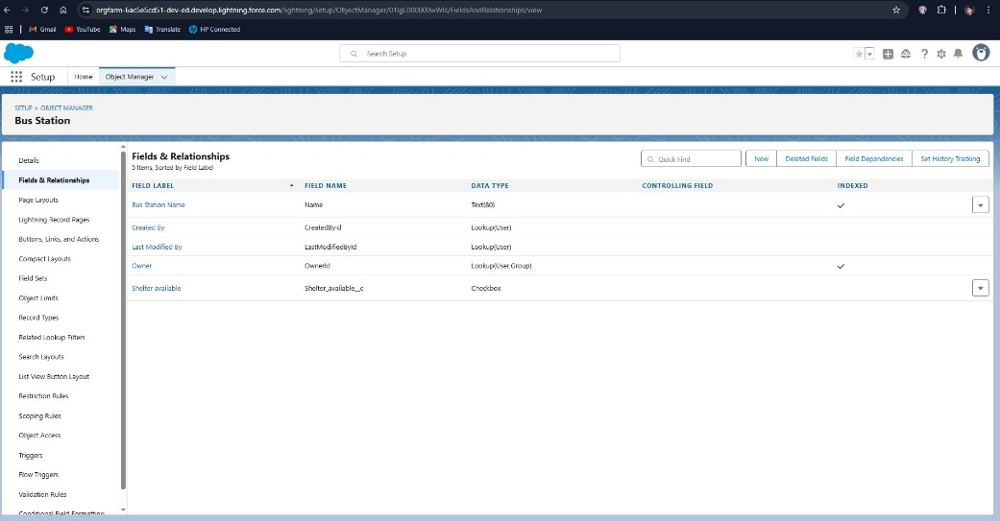 orgfarm-6ac5e5cd51-dev-ed.develop.lightning.force.com/lightning/setup/ObjectManager/01IgL000000wWIs/FieldsAndRelationships/view
Gmail YouTube Maps Translate HP Connected
Search Setup
Setup Home Object Manager
SETUP > OBJECT MANAGER
Bus Station
Details
Fields & Relationships
Page Layouts
Lightning Record Pages
Buttons, Links, and Actions
Compact Layouts
Field Sets
Object Limits
Record Types
Related Lookup Filters
Search Layouts
List View Button Layout
Restriction Rules
Scoping Rules
Object Access
Triggers
Flow Triggers
Validation Rules
Conditional Field Formatting
Fields & Relationships
5 Items, Sorted by Field Label
Quick Find New Deleted Fields Field Dependencies Set History Tracking
FIELD LABEL FIELD NAME DATA TYPE CONTROLLING FIELD INDEXED
Bus Station Name Name Text(80)
Created By CreatedById Lookup(User)
Last Modified By LastModifiedById Lookup(User)
Owner OwnerId Lookup(User,Group)
Shelter available Shelter_available__c Checkbox